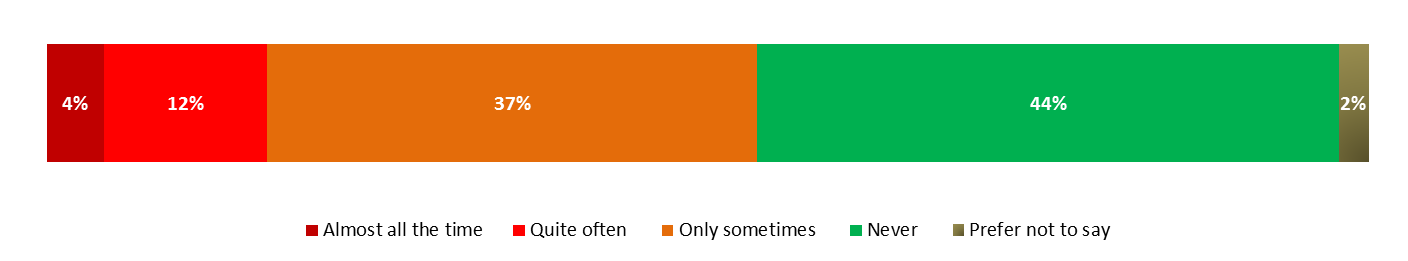 4% 12% 37% 44% 2%
Almost all the time Quite often Only sometimes Never Prefer not to say